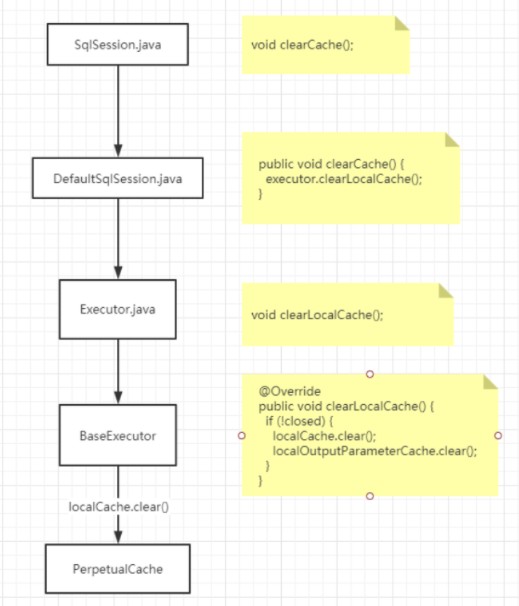 SqlSession.java
void clearCache();
DefaultSqlSession.java
public void clearCache() {
executor.clearLocalCache();
}
Executor.java
void clearLocalCache();
BaseExecutor
@Override
public void clearLocalCache() {
if (!closed) {
localCache.clear();
localOutputParameterCache.clear();
}
}
localCache.clear()
PerpetualCache